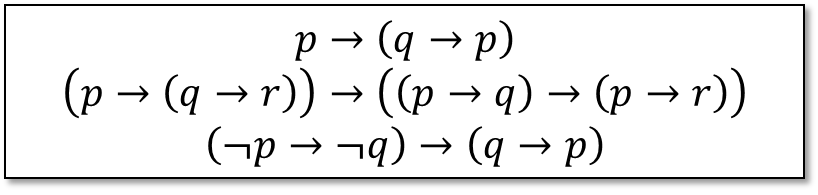 𝑝 → (𝑞 → 𝑝)
(𝑝 → (𝑞 → 𝑟)) → ((𝑝 → 𝑞) → (𝑝 → 𝑟))
(¬𝑝 → ¬𝑞) → (𝑞 → 𝑝)